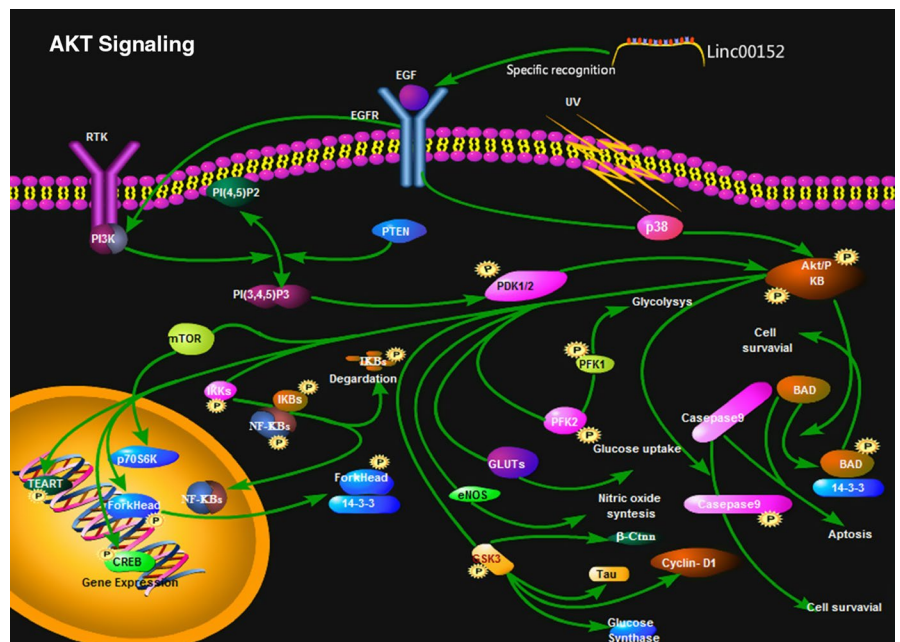 AKT Signaling
Linc00152
EGF
Specific recognition
UV
EGFR
RTK
PI(4,5)P2
PI3K
PTEN
p38
P
Akt/P
KB
P
P
PDK1/2
PI(3,4,5)P3
Glycolysys
mTOR
Cell
survavial
IKBs
P
Degardation
P
PFK1
IKKs
P
P
IKBs
NF-KBs
P
BAD
Casepase9
PFK2
P
Glucose uptake
P
BAD
14-3-3
p70S6K
GLUTs
P
ForkHead
14-3-3
TEART
P
NF-KBs
ForkHead
P
eNOS
Nitric oxide
syntesis
Casepase9
P
Aptosis
β-Ctnn
P
CREB
Gene Expression
GSK3
P
Tau
Cyclin- D1
Glucose
Synthase
Cell survavial